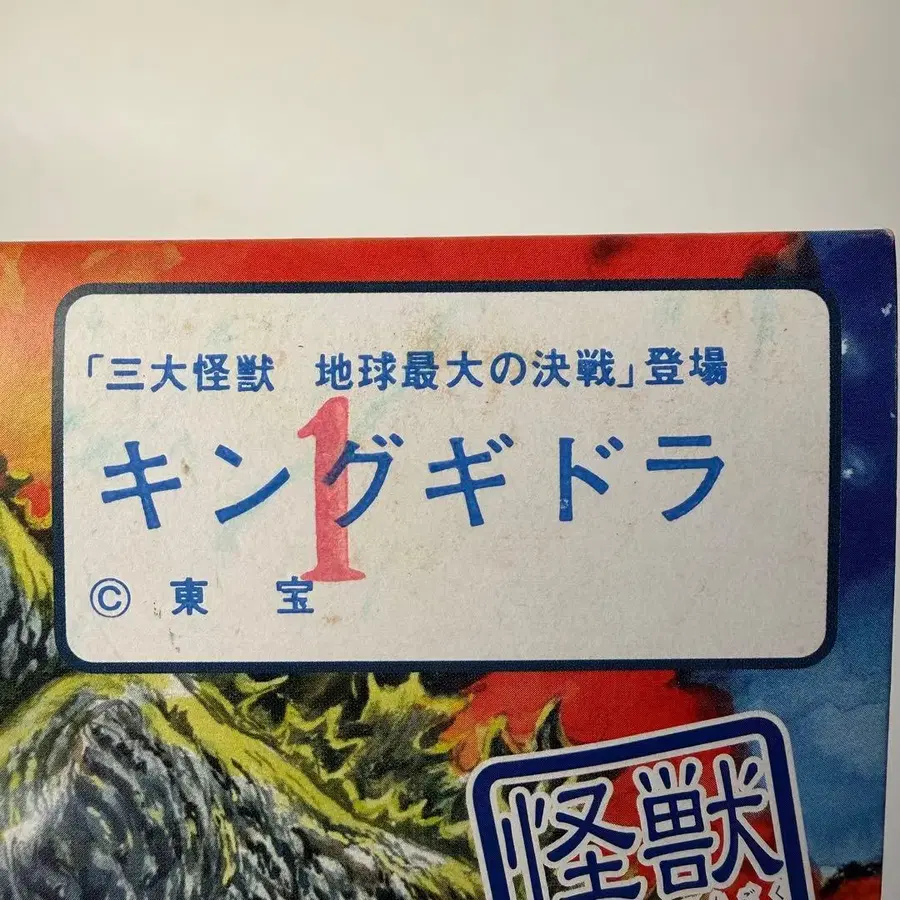 「三大怪獣　地球最大の決戦」登場
キングギドラ
1
© 東　宝
怪獣